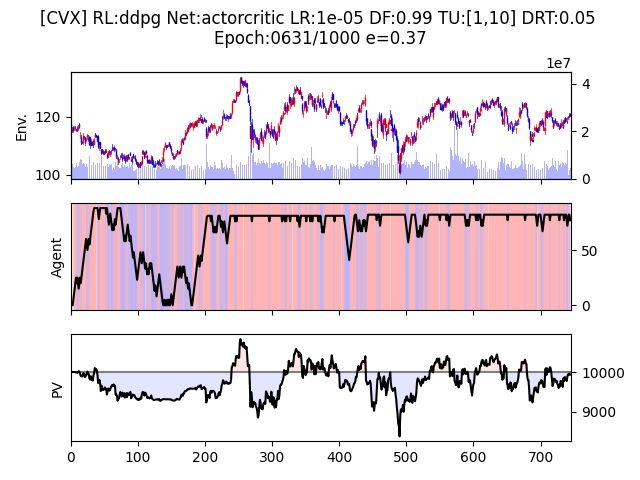 [CVX] RL:ddpg Net:actorcritic LR:1e-05 DF:0.99 TU:[1,10] DRT:0.05
Epoch:0631/1000 e=0.37
1e7
Env.
120
100
4
2
0
Agent
50
0
PV
10000
9000
0 100 200 300 400 500 600 700